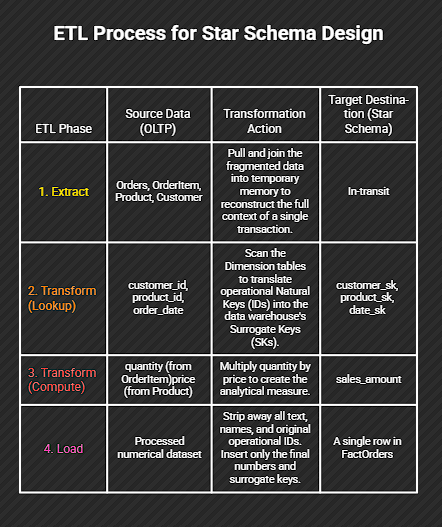 ETL Process for Star Schema Design
ETL Phase
Source Data
(OLTP)
Transformation
Action
Target Destina-
tion (Star
Schema)
1. Extract
Orders, OrderItem,
Product, Customer
Pull and join the
fragmented data
into temporary
memory to
reconstruct the full
context of a single
transaction.
In-transit
2. Transform
(Lookup)
customer_id,
product_id,
order_date
Scan the
Dimension tables
to translate
operational Natural
Keys (IDs) into the
data warehouse's
Surrogate Keys
(SKs).
customer_sk,
product_sk,
date_sk
3. Transform
(Compute)
quantity (from
OrderItem)price
(from Product)
Multiply quantity by
price to create the
analytical measure.
sales_amount
4. Load
Processed
numerical dataset
Strip away all text,
names, and original
operational IDs.
Insert only the final
numbers and
surrogate keys.
A single row in
FactOrders